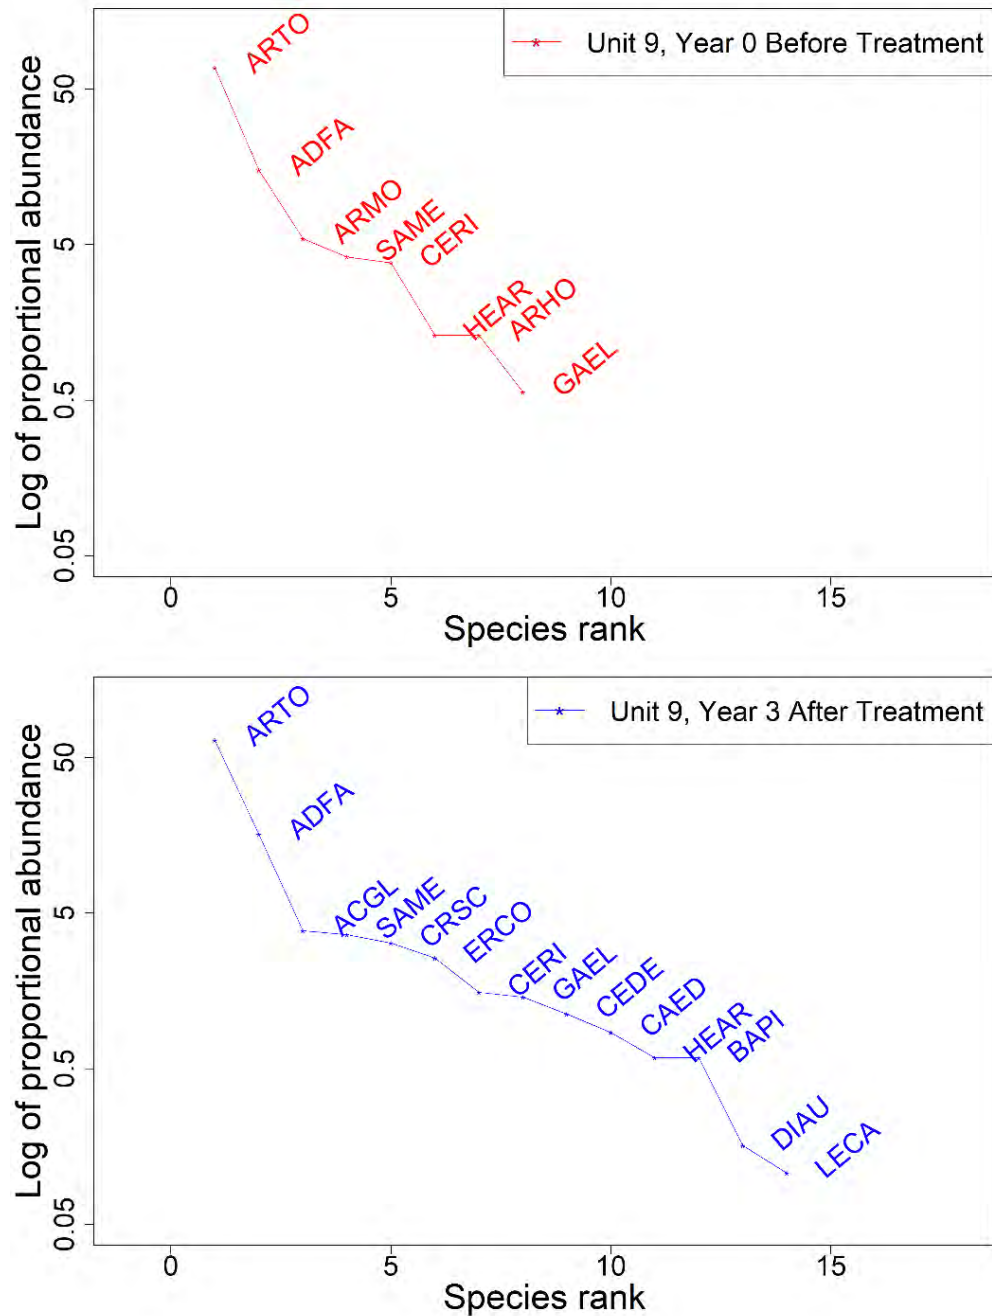 Unit 9, Year 0 Before Treatment
ARTO
ADFA
ARMO
SAME
CERI
HEAR
ARHO
GAEL
Log of proportional abundance
50
5
0.5
0.05
0
5
10
15
Species rank
Unit 9, Year 3 After Treatment
ARTO
ADFA
ACGL
SAME
CRSC
ERCO
CERI
GAEL
CEDE
CAED
HEAR
BAPI
DIAU
LECA
Log of proportional abundance
50
5
0.5
0.05
0
5
10
15
Species rank